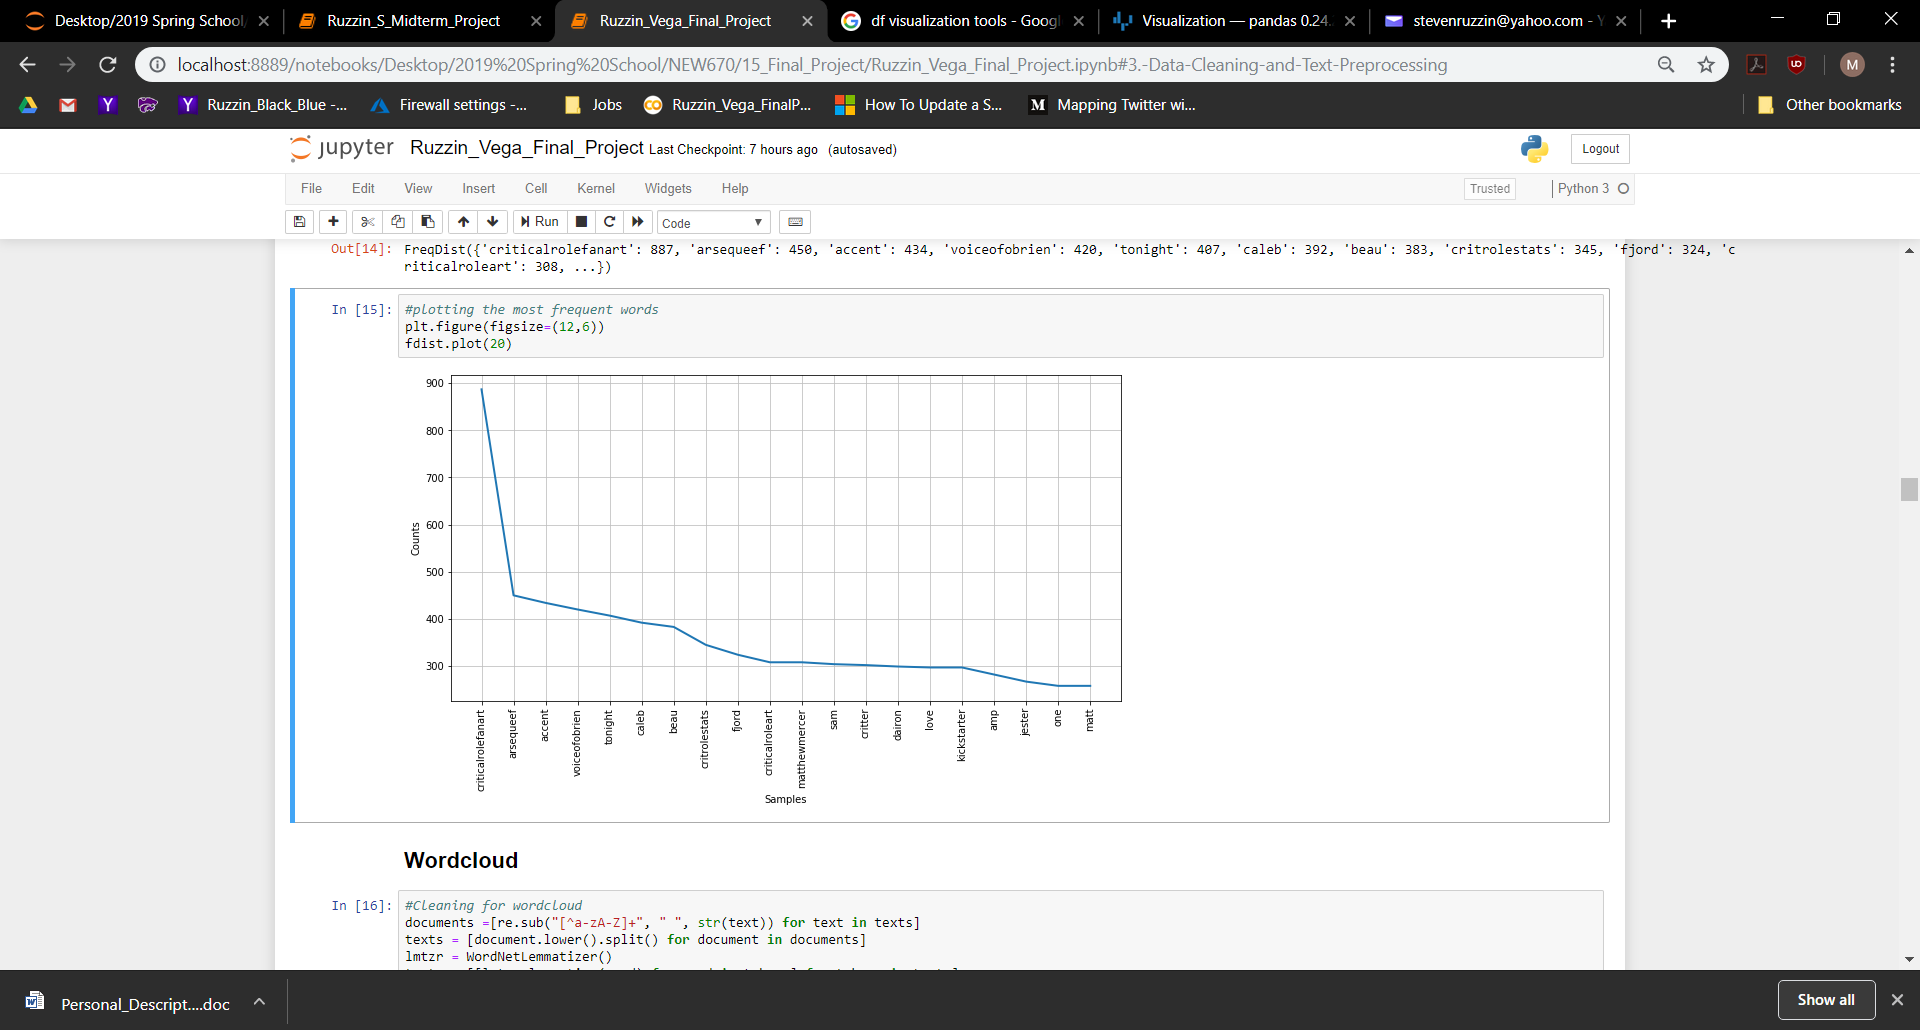 Desktop/2019 Spring School/
Ruzzin_S_Midterm_Project
Ruzzin_Vega_Final_Project
df visualization tools - Googl
Visualization — pandas 0.24.
stevenruzzin@yahoo.com - Y
localhost:8889/notebooks/Desktop/2019%20Spring%20School/NEW670/15_Final_Project/Ruzzin_Vega_Final_Project.ipynb#3.-Data-Cleaning-and-Text-Preprocessing
M
Ruzzin_Black_Blue -...
Firewall settings -...
Jobs
Ruzzin_Vega_FinalP...
How To Update a S...
Mapping Twitter wi...
Other bookmarks
jupyter Ruzzin_Vega_Final_Project Last Checkpoint: 7 hours ago (autosaved)
Logout
File Edit View Insert Cell Kernel Widgets Help
Trusted
Python 3
Run
Code
Out[14]: FreqDist({'criticalrolefanart': 887, 'arsequeef': 450, 'accent': 434, 'voiceofobrien': 420, 'tonight': 407, 'caleb': 392, 'beau': 383, 'critrolestats': 345, 'fjord': 324, 'c
riticalroleart': 308, ...})
In [15]: #plotting the most frequent words
plt.figure(figsize=(12,6))
fdist.plot(20)
900
800
700
600
500
400
300
Counts
criticalrolefanart
arsequeef
accent
voiceofobrien
tonight
caleb
beau
critrolestats
fjord
criticalroleart
matthewmercer
sam
critter
dairon
love
kickstarter
amp
jester
one
matt
Samples
Wordcloud
In [16]: #Cleaning for wordcloud
documents =[re.sub("[^a-zA-Z]+", " ", str(text)) for text in texts]
texts = [document.lower().split() for document in documents]
lmtzr = WordNetLemmatizer()
Personal_Descript....doc
Show all